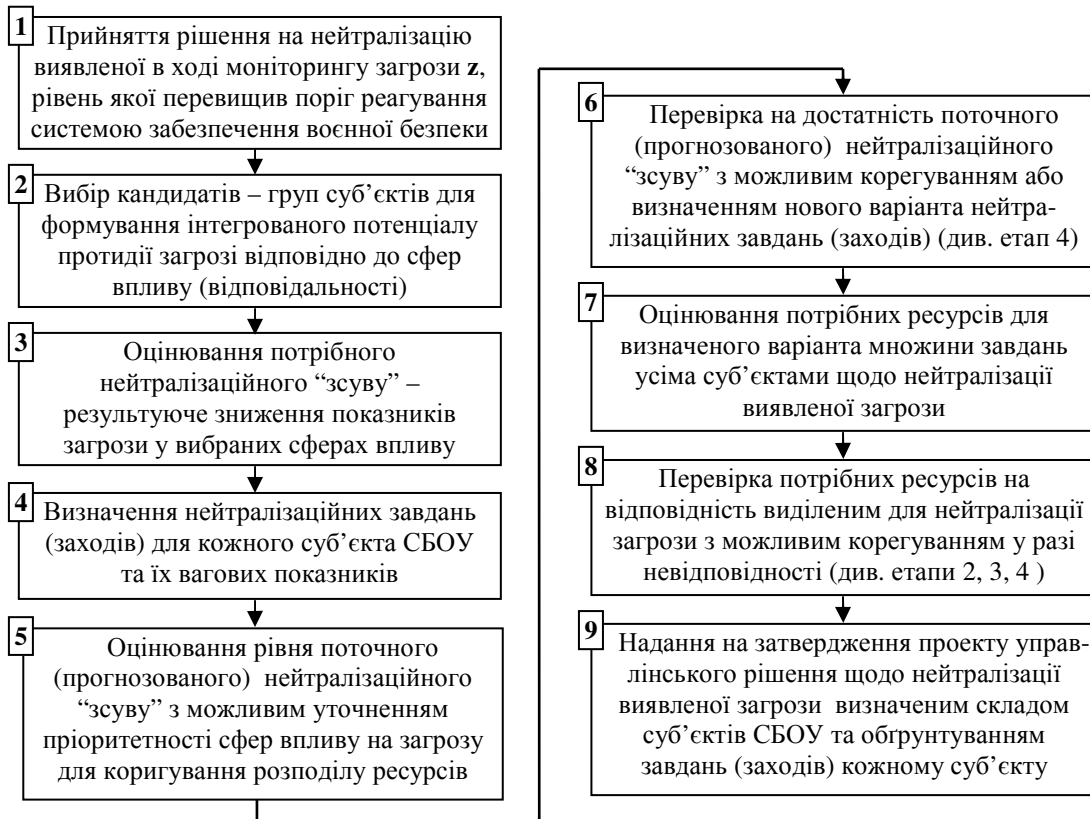 1
Прийняття рішення на нейтралізацію
виявленої в ході моніторингу загрози z,
рівень якої перевищив поріг реагування
системою забезпечення воєнної безпеки
2
Вибір кандидатів – груп суб’єктів для
формування інтегрованого потенціалу
протидії загрозі відповідно до сфер
впливу (відповідальності)
3
Оцінювання потрібного
нейтралізаційного “зсуву” –
результуюче зниження показників
загрози у вибраних сферах впливу
4
Визначення нейтралізаційних завдань
(заходів) для кожного суб’єкта СБОУ
та їх вагових показників
5
Оцінювання рівня поточного
(прогнозованого) нейтралізаційного
“зсуву” з можливим уточненням
пріоритетності сфер впливу на загрозу
для коригування розподілу ресурсів
6
Перевірка на достатність поточного
(прогнозованого) нейтралізаційного
“зсуву” з можливим корегуванням або
визначенням нового варіанта нейтра-
лізаційних завдань (заходів) (див. етап 4)
7
Оцінювання потрібних ресурсів для
визначеного варіанта множини завдань
усіма суб’єктами щодо нейтралізації
виявленої загрози
8
Перевірка потрібних ресурсів на
відповідність виділеним для нейтралізації
загрози з можливим корегуванням у разі
невідповідності (див. етапи 2, 3, 4 )
9
Надання на затвердження проекту управ-
лінського рішення щодо нейтралізації
виявленої загрози визначеним складом
суб’єктів СБОУ та обґрунтуванням
завдань (заходів) кожному суб’єкту